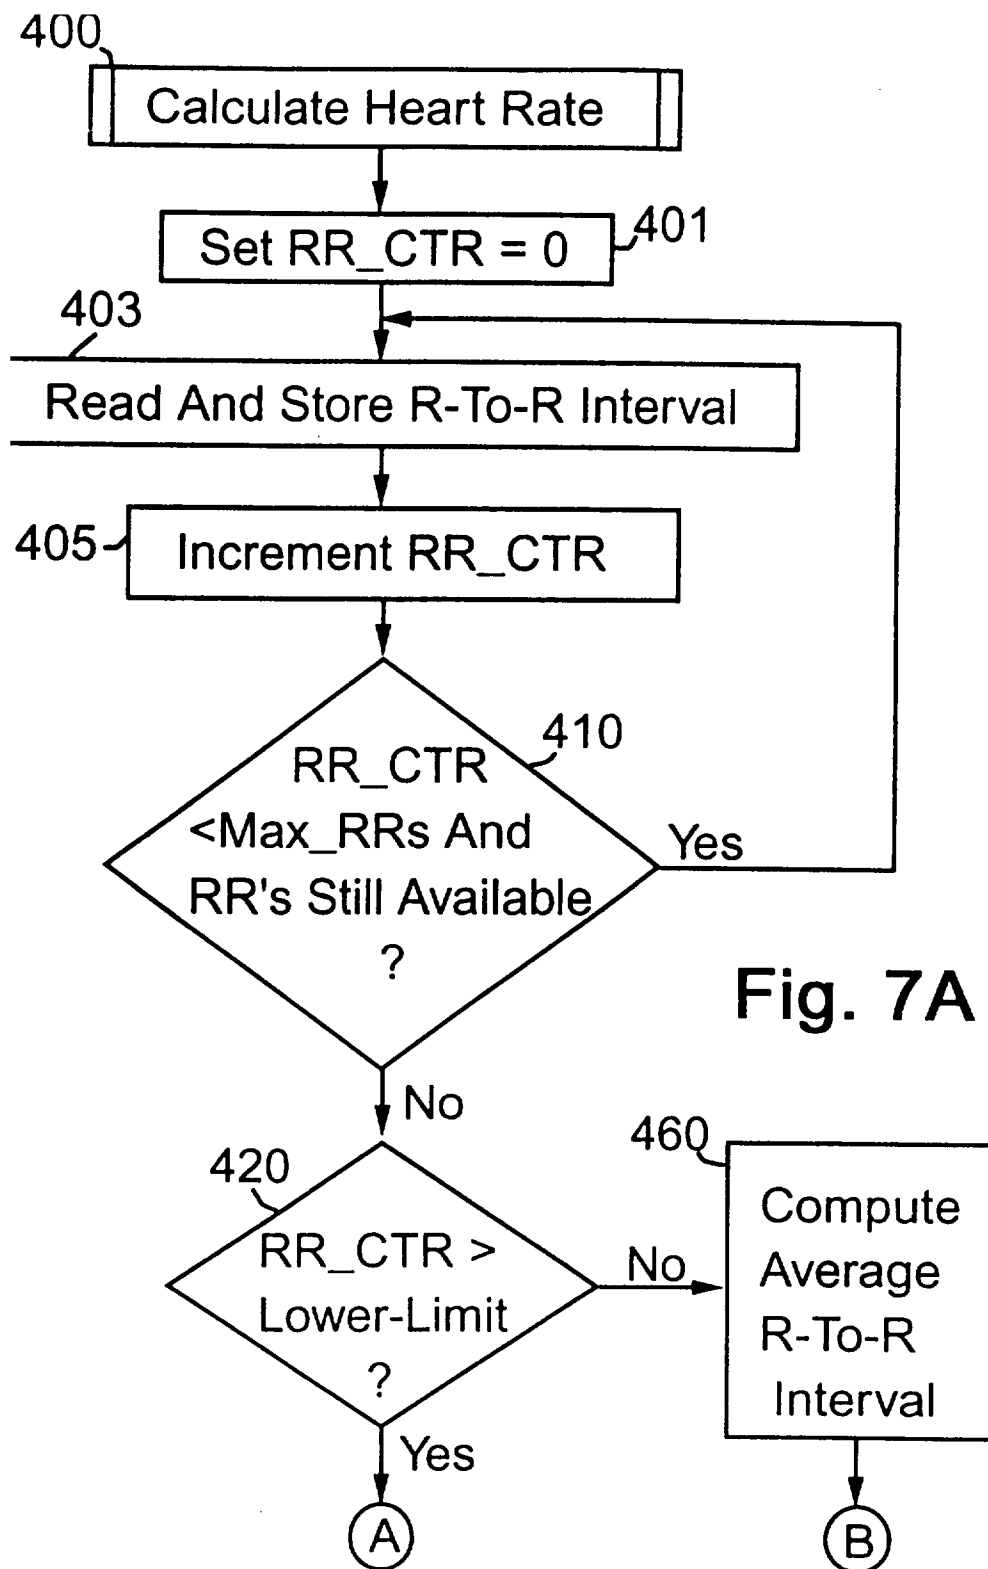 400
Calculate Heart Rate
Set RR_CTR = 0
401
403
Read And Store R-To-R Interval
405
Increment RR_CTR
410
RR_CTR
<Max_RRs And
RR's Still Available
?
Yes
Fig. 7A
No
420
RR_CTR >
Lower-Limit
?
No
460
Compute
Average
R-To-R
Interval
Yes
A
B